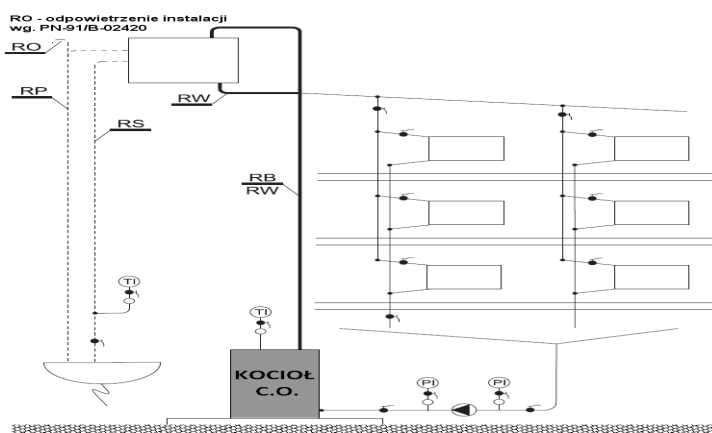 RO - odpowietrzenie instalacji
wg. PN-91/B-02420
RO
RP
RW
RS
RB
RW
TI
TI
KOCIOŁ
C.O.
PI
PI